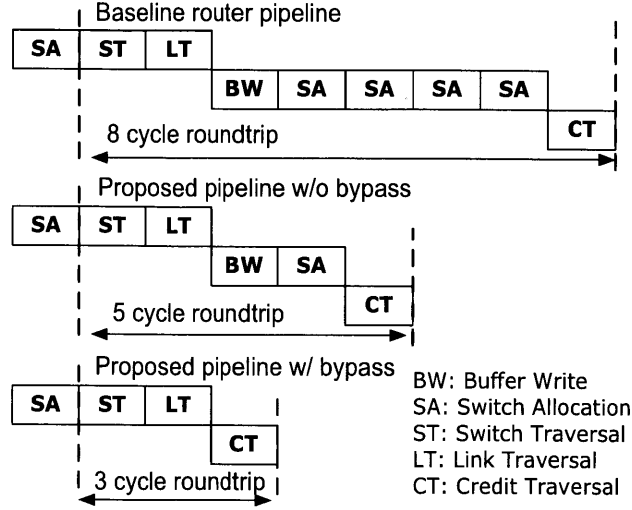 Baseline router pipeline
SA ST LT
BW SA SA SA SA
CT
8 cycle roundtrip
Proposed pipeline w/o bypass
SA ST LT
BW SA
CT
5 cycle roundtrip
Proposed pipeline w/ bypass
SA ST LT
CT
3 cycle roundtrip
BW: Buffer Write
SA: Switch Allocation
ST: Switch Traversal
LT: Link Traversal
CT: Credit Traversal